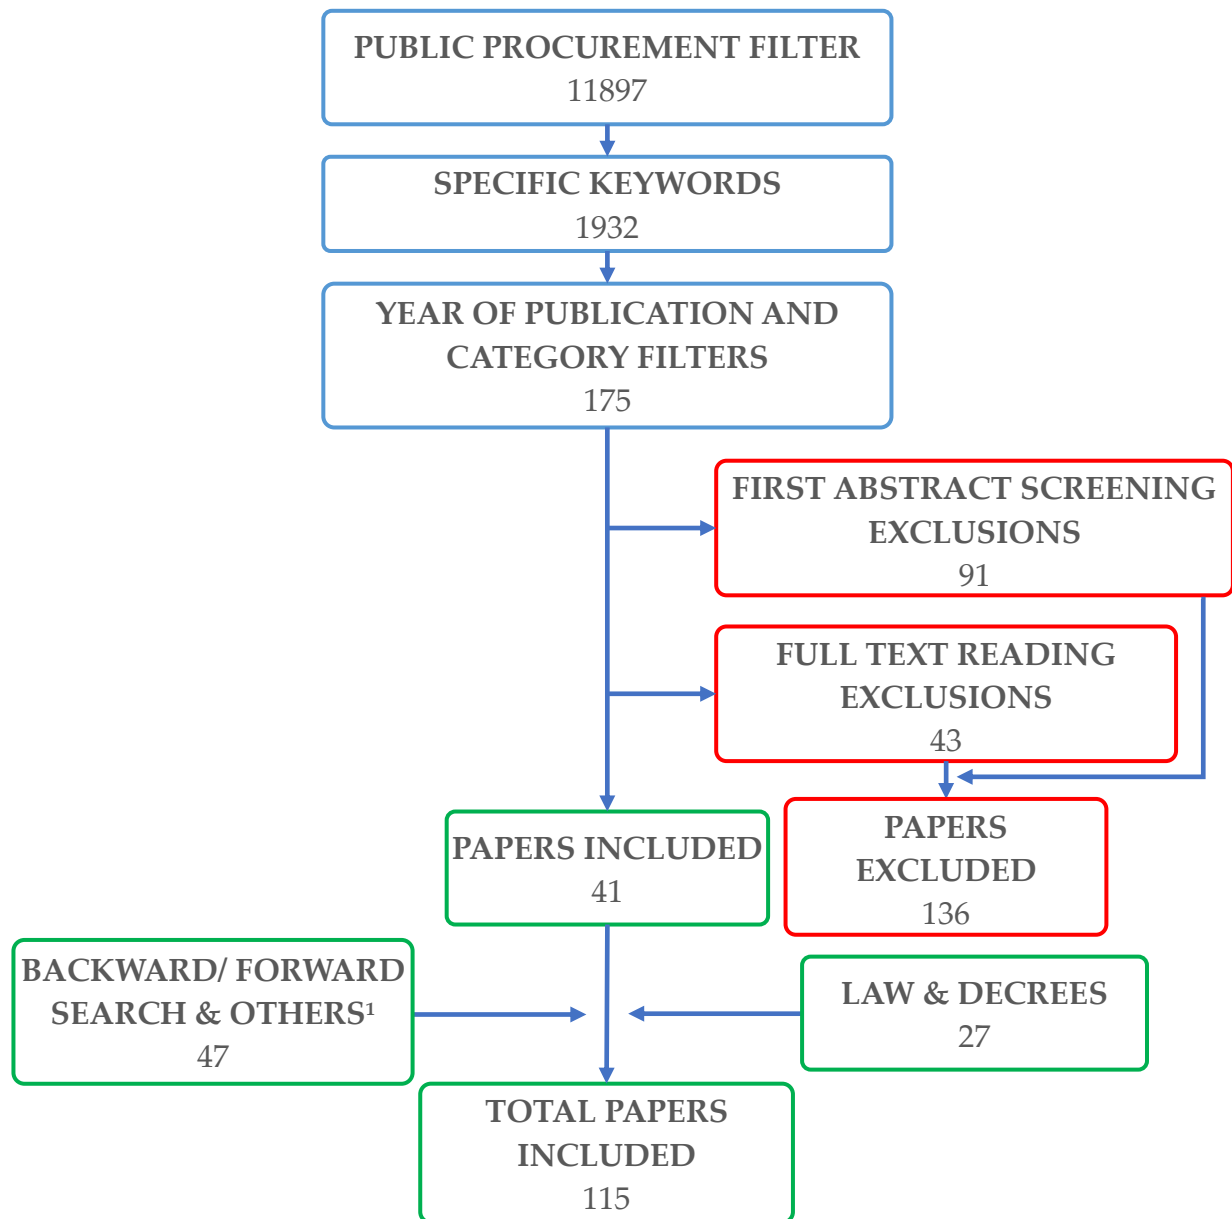 PUBLIC PROCUREMENT FILTER
11897
SPECIFIC KEYWORDS
1932
YEAR OF PUBLICATION AND
CATEGORY FILTERS
175
FIRST ABSTRACT SCREENING
EXCLUSIONS
91
FULL TEXT READING
EXCLUSIONS
43
PAPERS INCLUDED
41
PAPERS
EXCLUDED
136
BACKWARD/ FORWARD
SEARCH & OTHERS¹
47
LAW & DECREES
27
TOTAL PAPERS
INCLUDED
115